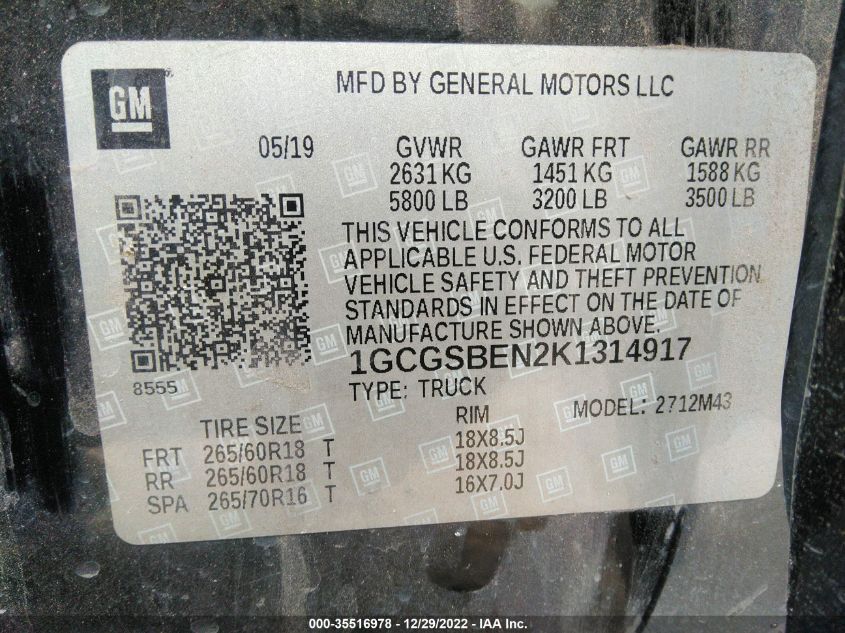 GM
MFD BY GENERAL MOTORS LLC
05/19 GVWR GAWR FRT GAWR RR
2631 KG 1451 KG 1588 KG
5800 LB 3200 LB 3500 LB
THIS VEHICLE CONFORMS TO ALL
APPLICABLE U.S. FEDERAL MOTOR
VEHICLE SAFETY AND THEFT PREVENTION
STANDARDS IN EFFECT ON THE DATE OF
MANUFACTURE SHOWN ABOVE.
8555
1GCGSBEN2K1314917
TYPE: TRUCK MODEL: 2712M43
TIRE SIZE RIM
FRT 265/60R18 T 18X8.5J
RR 265/60R18 T 18X8.5J
SPA 265/70R16 T 16X7.0J
000-35516978 - 12/29/2022 - IAA Inc.